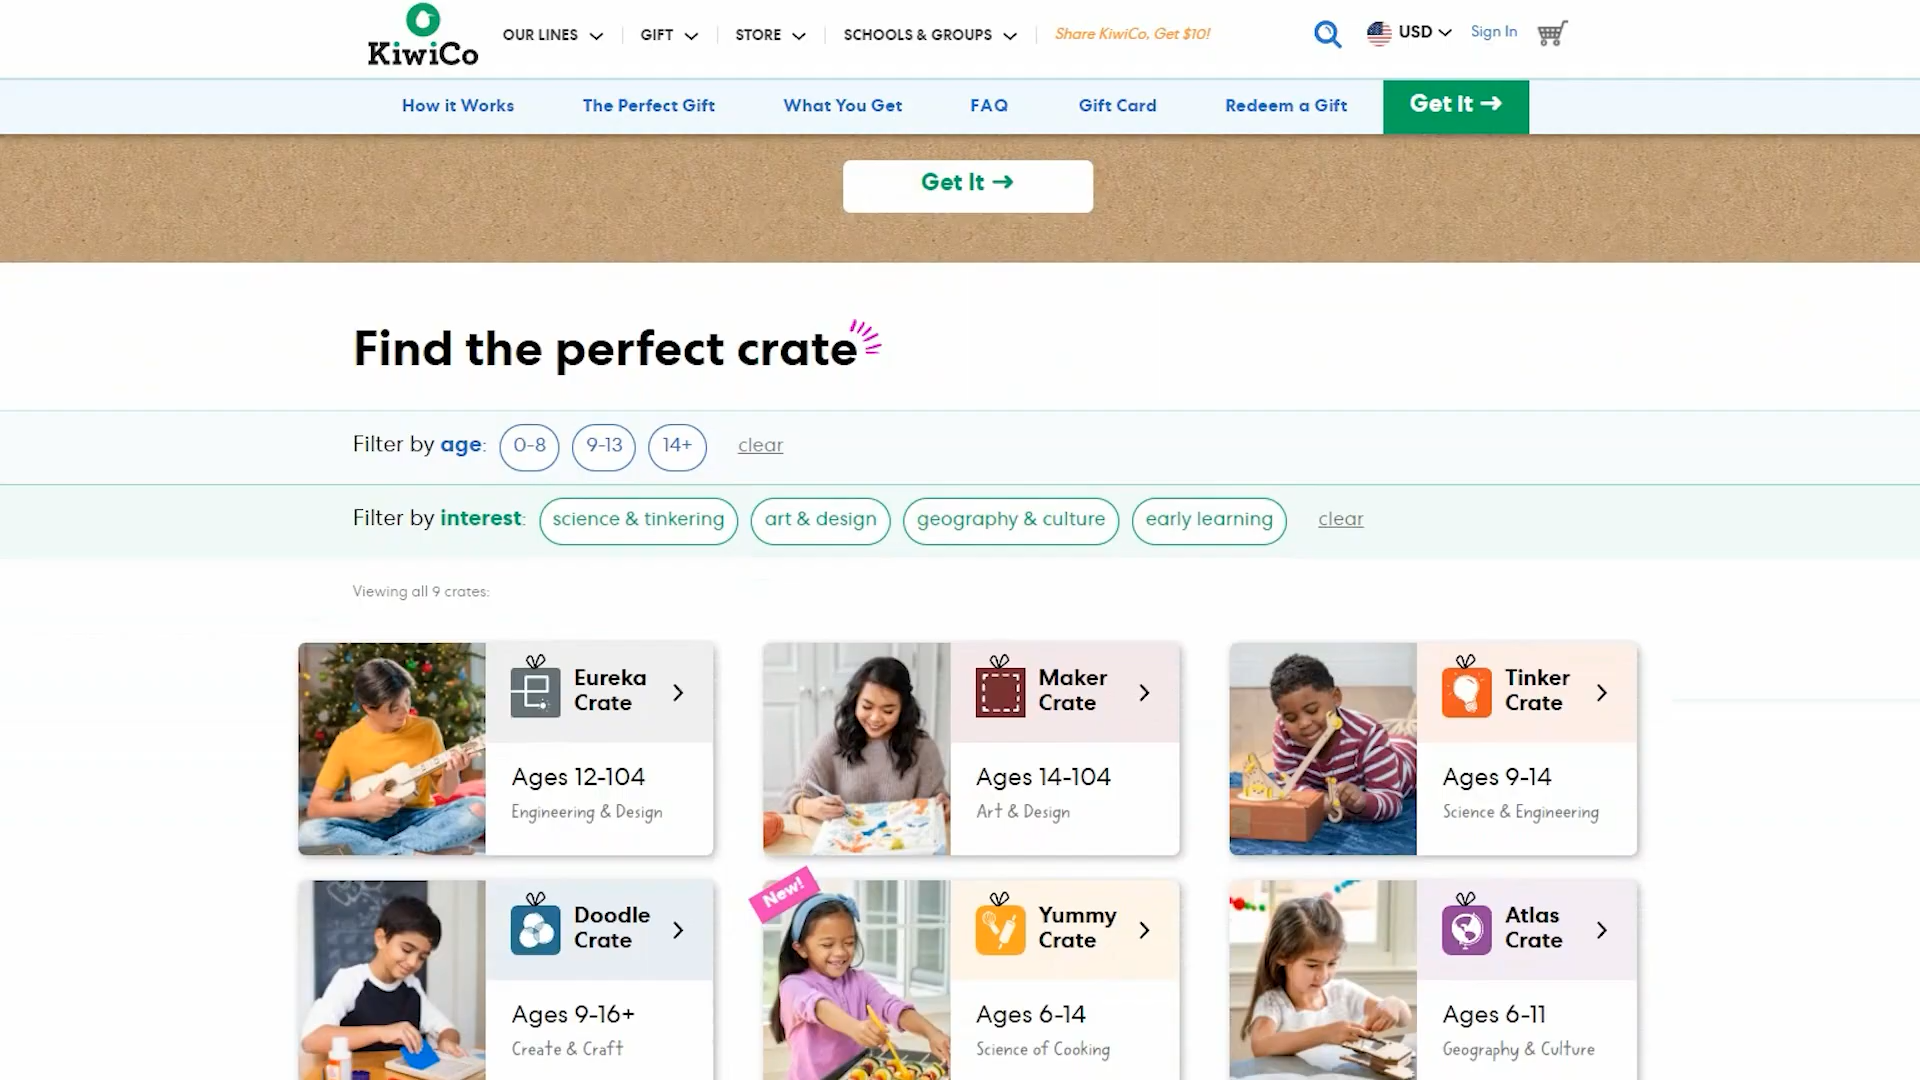 KiwiCo
OUR LINES
GIFT
STORE
SCHOOLS & GROUPS
Share KiwiCo, Get $10!
USD
Sign In
How it Works
The Perfect Gift
What You Get
FAQ
Gift Card
Redeem a Gift
Get It →
Get It →
Find the perfect crate
Filter by age:
0-8
9-13
14+
clear
Filter by interest:
science & tinkering
art & design
geography & culture
early learning
clear
Viewing all 9 crates:
Eureka
Crate
Ages 12-104
Engineering & Design
Maker
Crate
Ages 14-104
Art & Design
Tinker
Crate
Ages 9-14
Science & Engineering
Doodle
Crate
Ages 9-16+
Create & Craft
New!
Yummy
Crate
Ages 6-14
Science of Cooking
Atlas
Crate
Ages 6-11
Geography & Culture